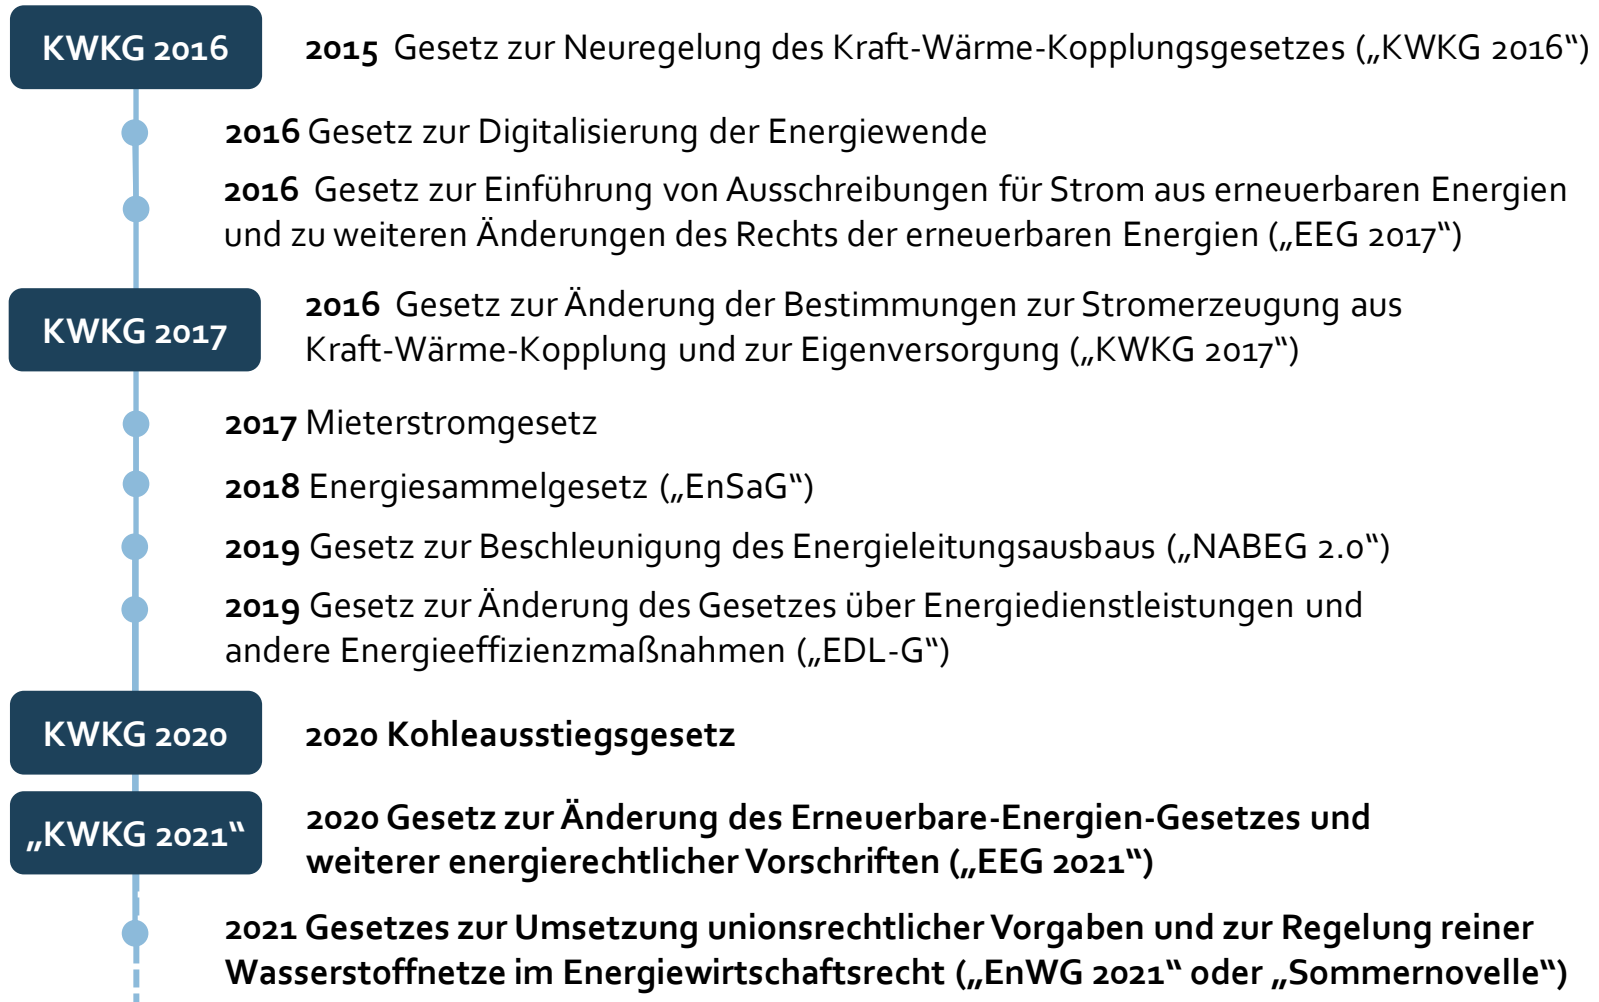 KWKG 2016
2015 Gesetz zur Neuregelung des Kraft-Wärme-Kopplungsgesetzes („KWKG 2016“)
2016 Gesetz zur Digitalisierung der Energiewende
2016 Gesetz zur Einführung von Ausschreibungen für Strom aus erneuerbaren Energien
und zu weiteren Änderungen des Rechts der erneuerbaren Energien („EEG 2017“)
KWKG 2017
2016 Gesetz zur Änderung der Bestimmungen zur Stromerzeugung aus
Kraft-Wärme-Kopplung und zur Eigenversorgung („KWKG 2017“)
2017 Mieterstromgesetz
2018 Energiesammelgesetz („EnSaG“)
2019 Gesetz zur Beschleunigung des Energieleitungsausbaus („NABEG 2.0“)
2019 Gesetz zur Änderung des Gesetzes über Energiedienstleistungen und
andere Energieeffizienzmaßnahmen („EDL-G“)
KWKG 2020
2020 Kohleausstiegsgesetz
„KWKG 2021“
2020 Gesetz zur Änderung des Erneuerbare-Energien-Gesetzes und
weiterer energierechtlicher Vorschriften („EEG 2021“)
2021 Gesetzes zur Umsetzung unionsrechtlicher Vorgaben und zur Regelung reiner
Wasserstoffnetze im Energiewirtschaftsrecht („EnWG 2021“ oder „Sommernovelle“)